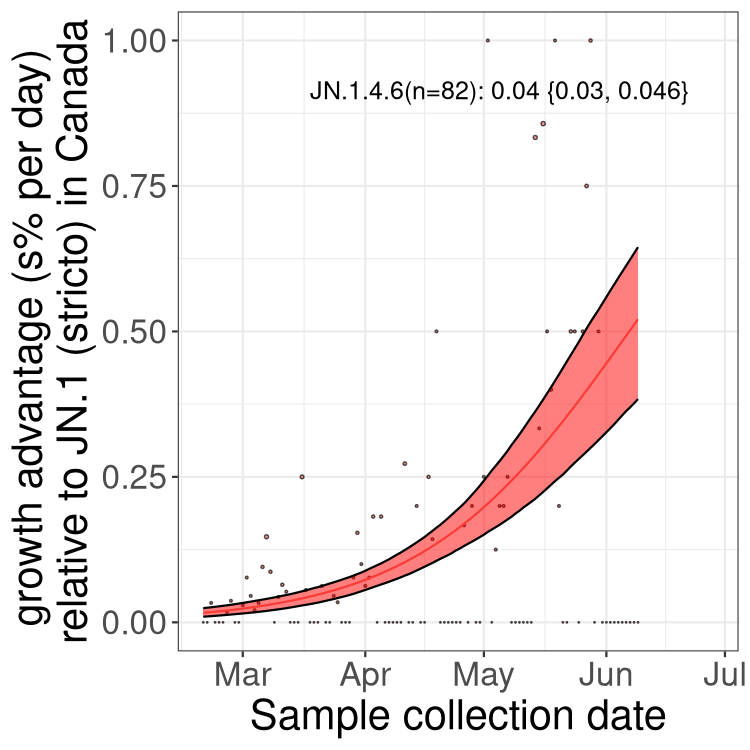 growth advantage (s% per day)
relative to JN.1 (stricto) in Canada
1.00
0.75
0.50
0.25
0.00
JN.1.4.6(n=82): 0.04 {0.03, 0.046}
Mar Apr May Jun Jul
Sample collection date